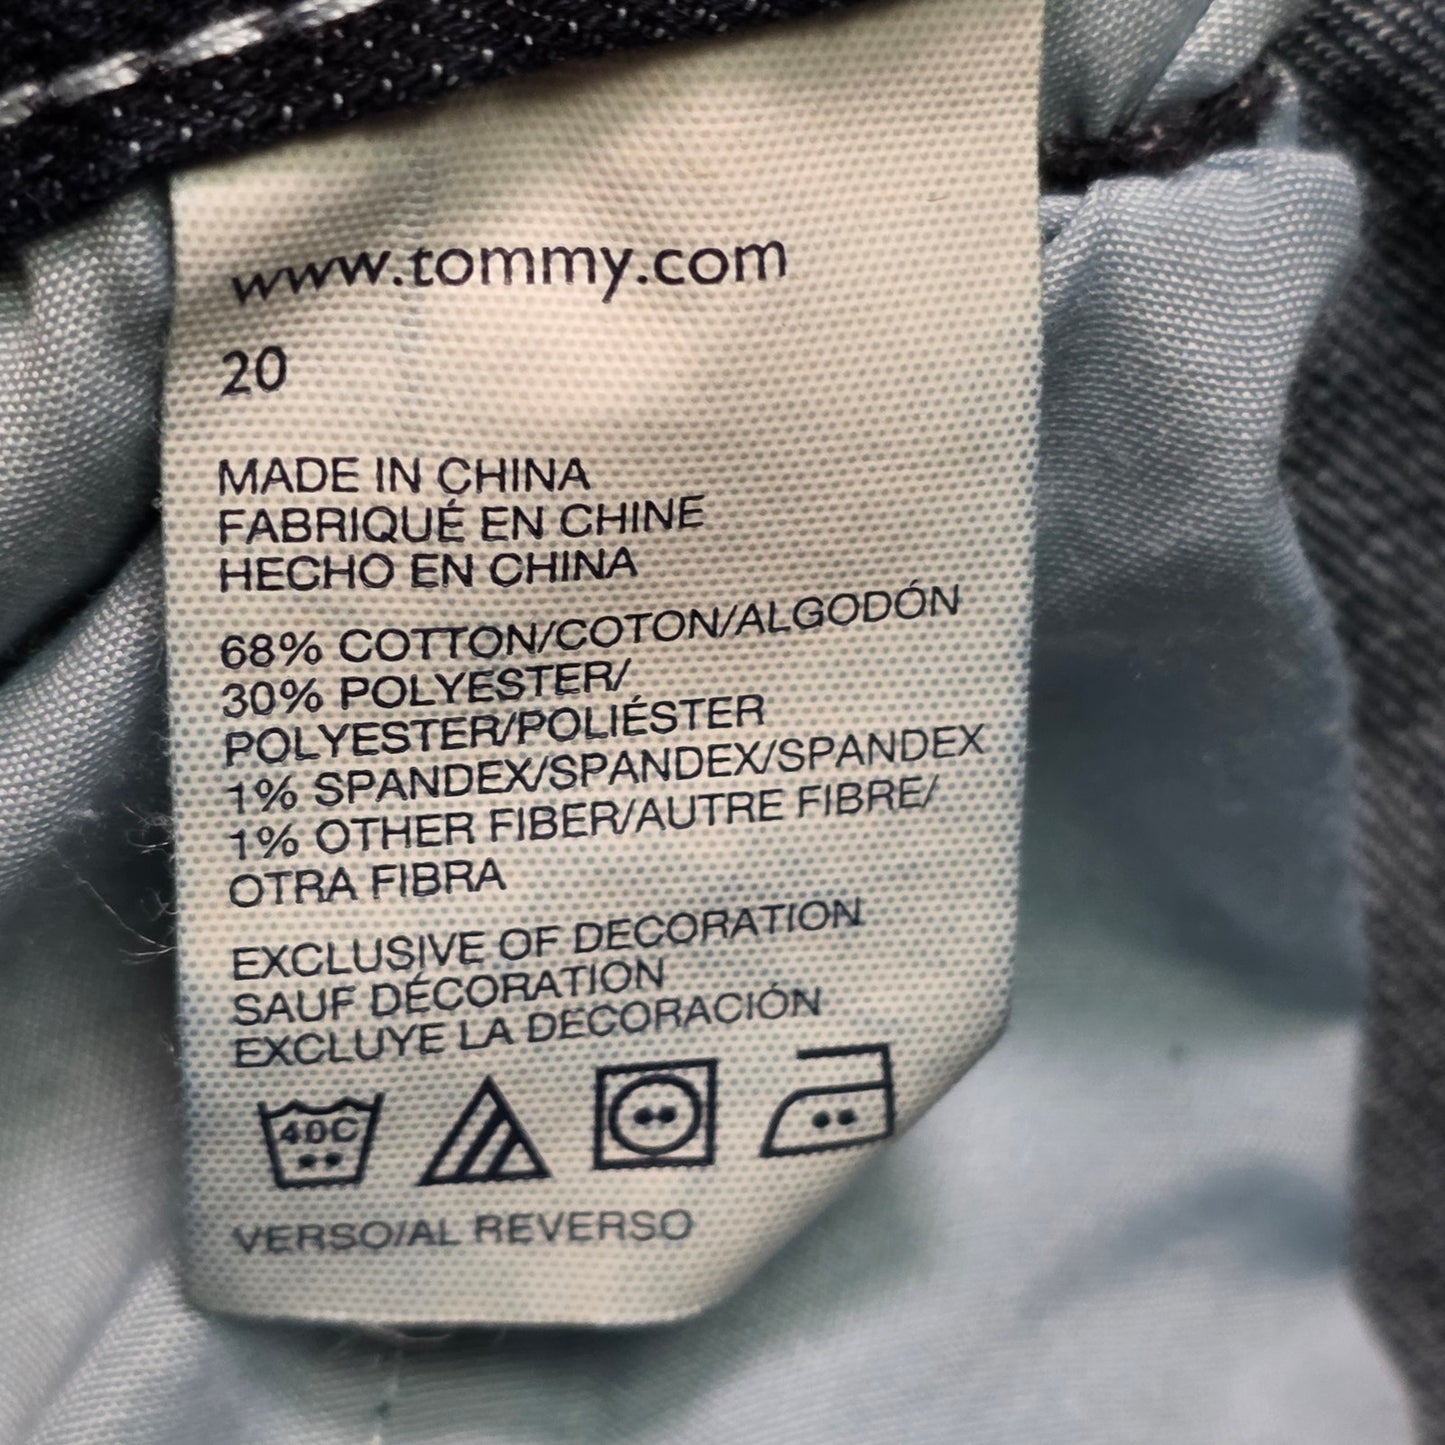 www.tommy.com
20
MADE IN CHINA
FABRIQUÉ EN CHINE
HECHO EN CHINA
68% COTTON/COTON/ALGODÓN
30% POLYESTER/
POLYESTER/POLIÉSTER
1% SPANDEX/SPANDEX/SPANDEX
1% OTHER FIBER/AUTRE FIBRE/
OTRA FIBRA
EXCLUSIVE OF DECORATION
SAUF DÉCORATION
EXCLUYE LA DECORACIÓN
40C
VERSO/AL REVERSO